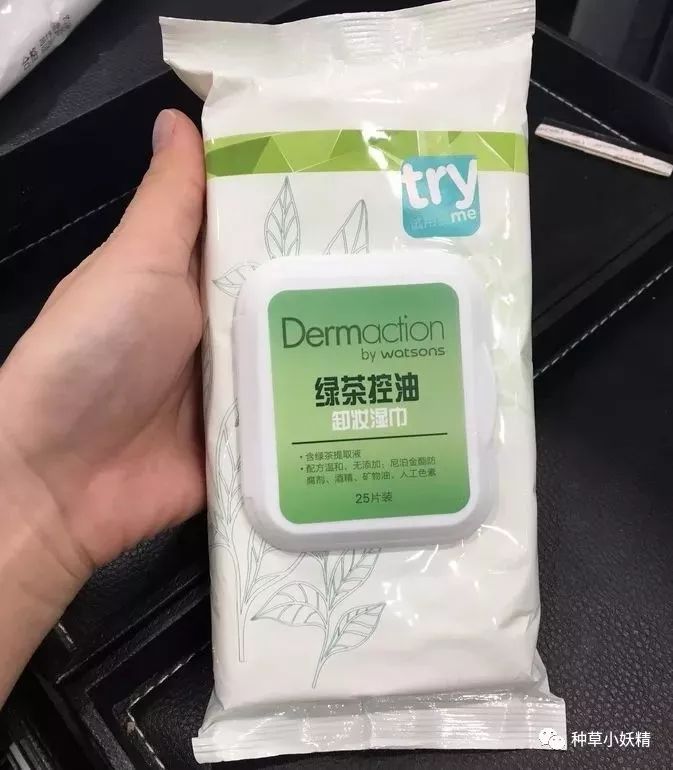 合格
try
me
试用
Dermaction
by watsons
绿茶控油
卸妆湿巾
•含绿茶提取液
•配方温和、无添加：尼泊金酯防
腐剂、酒精、矿物油、人工色素
25片装
种草小妖精